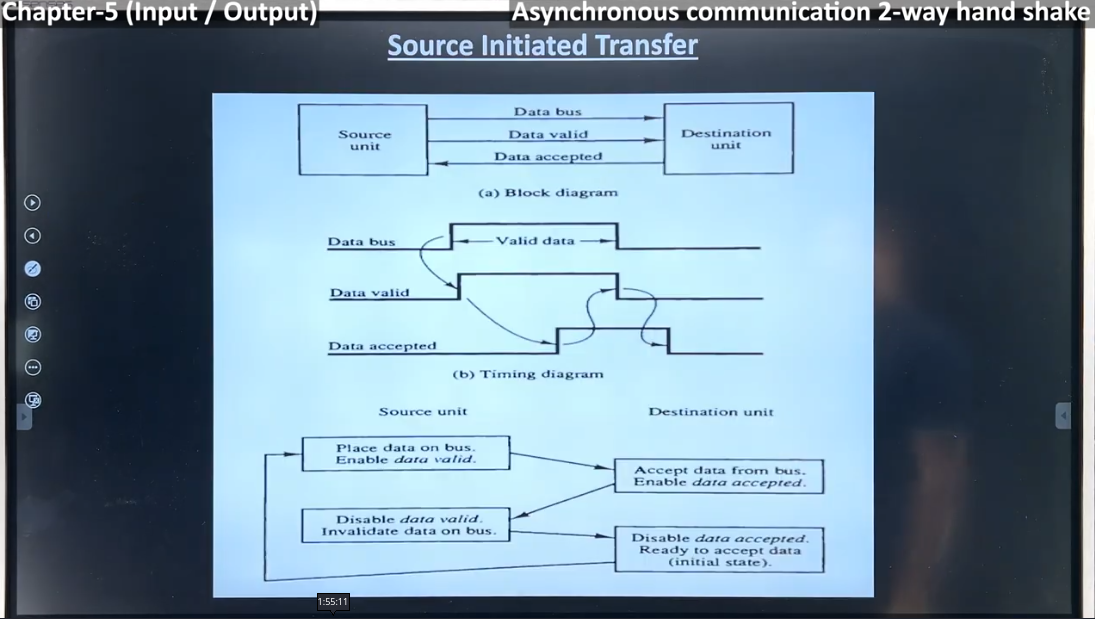 Chapter-5 (Input / Output)
Asynchronous communication 2-way hand shake
Source Initiated Transfer
Source
unit
Data bus
Data valid
Data accepted
Destination
unit
(a) Block diagram
Data bus
Valid data
Data valid
Data accepted
(b) Timing diagram
Source unit
Destination unit
Place data on bus.
Enable data valid.
Accept data from bus.
Enable data accepted.
Disable data valid.
Invalidate data on bus.
Disable data accepted.
Ready to accept data
(initial state).
1:55:11